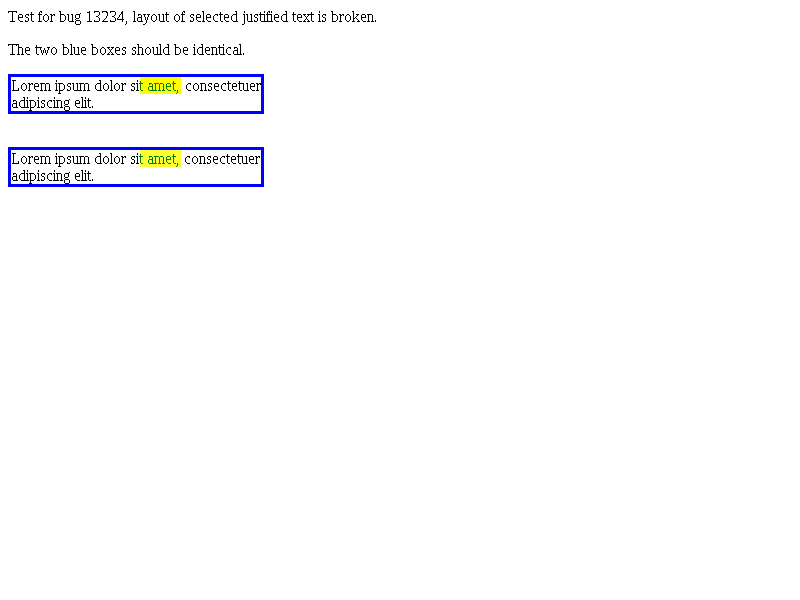 Test for bug 13234, layout of selected justified text is broken.
The two blue boxes should be identical.
Lorem ipsum dolor sit amet, consectetuer
adipiscing elit.
Lorem ipsum dolor sit amet, consectetuer
adipiscing elit.